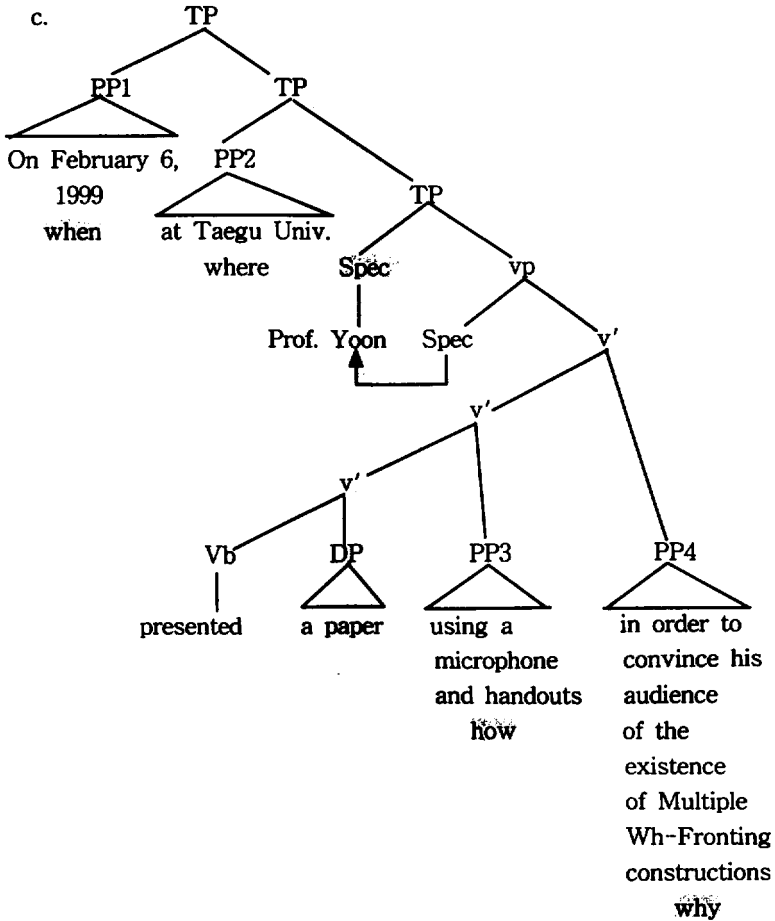 c.
TP
PP1 TP
On February 6,
1999
when
PP2
at Taegu Univ.
where
TP
Spec vp
Prof. Yoon Spec v′
v′
v′
Vb DP PP3 PP4
presented
a paper
using a
microphone
and handouts
how
in order to
convince his
audience
of the
existence
of Multiple
Wh-Fronting
constructions
why